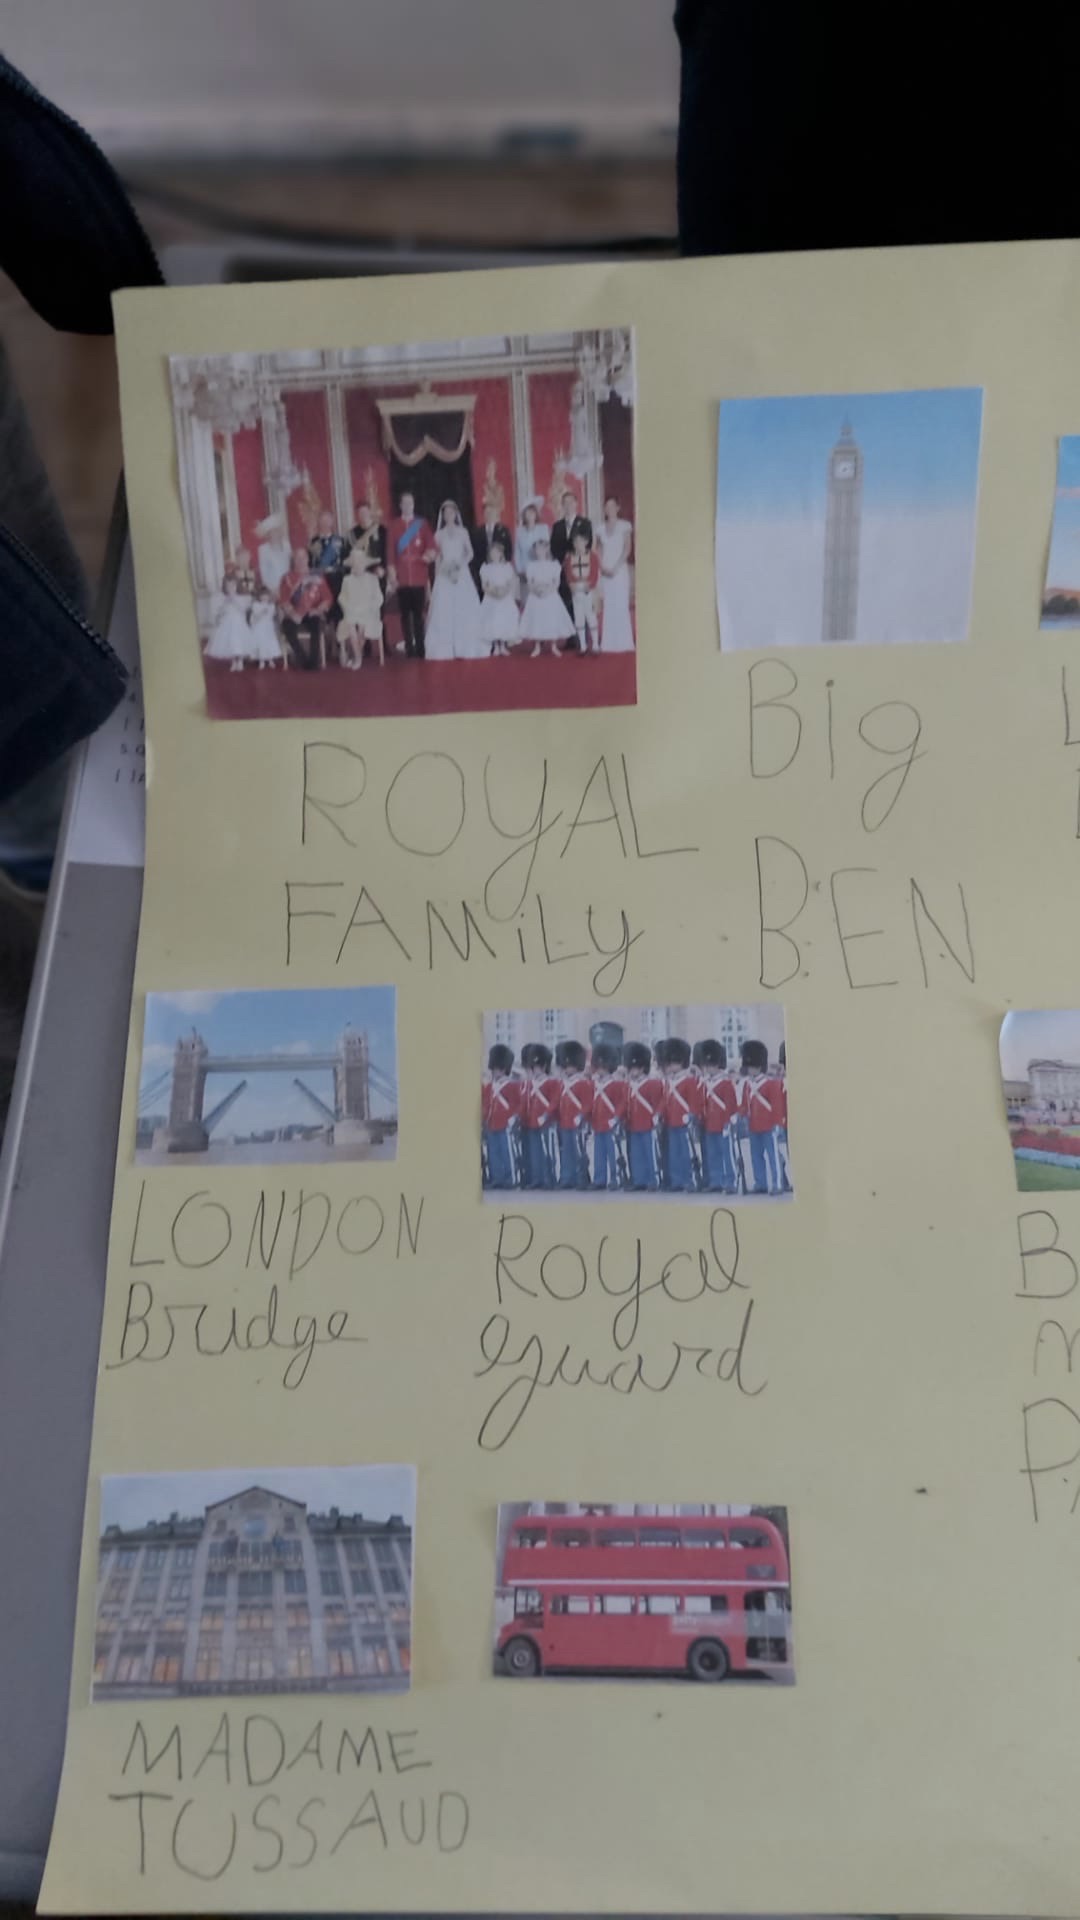 ROYAL
FAMiLy
Big
BEN
LONDON
Bridge
Royal
guard
MADAME
TUSSAUD